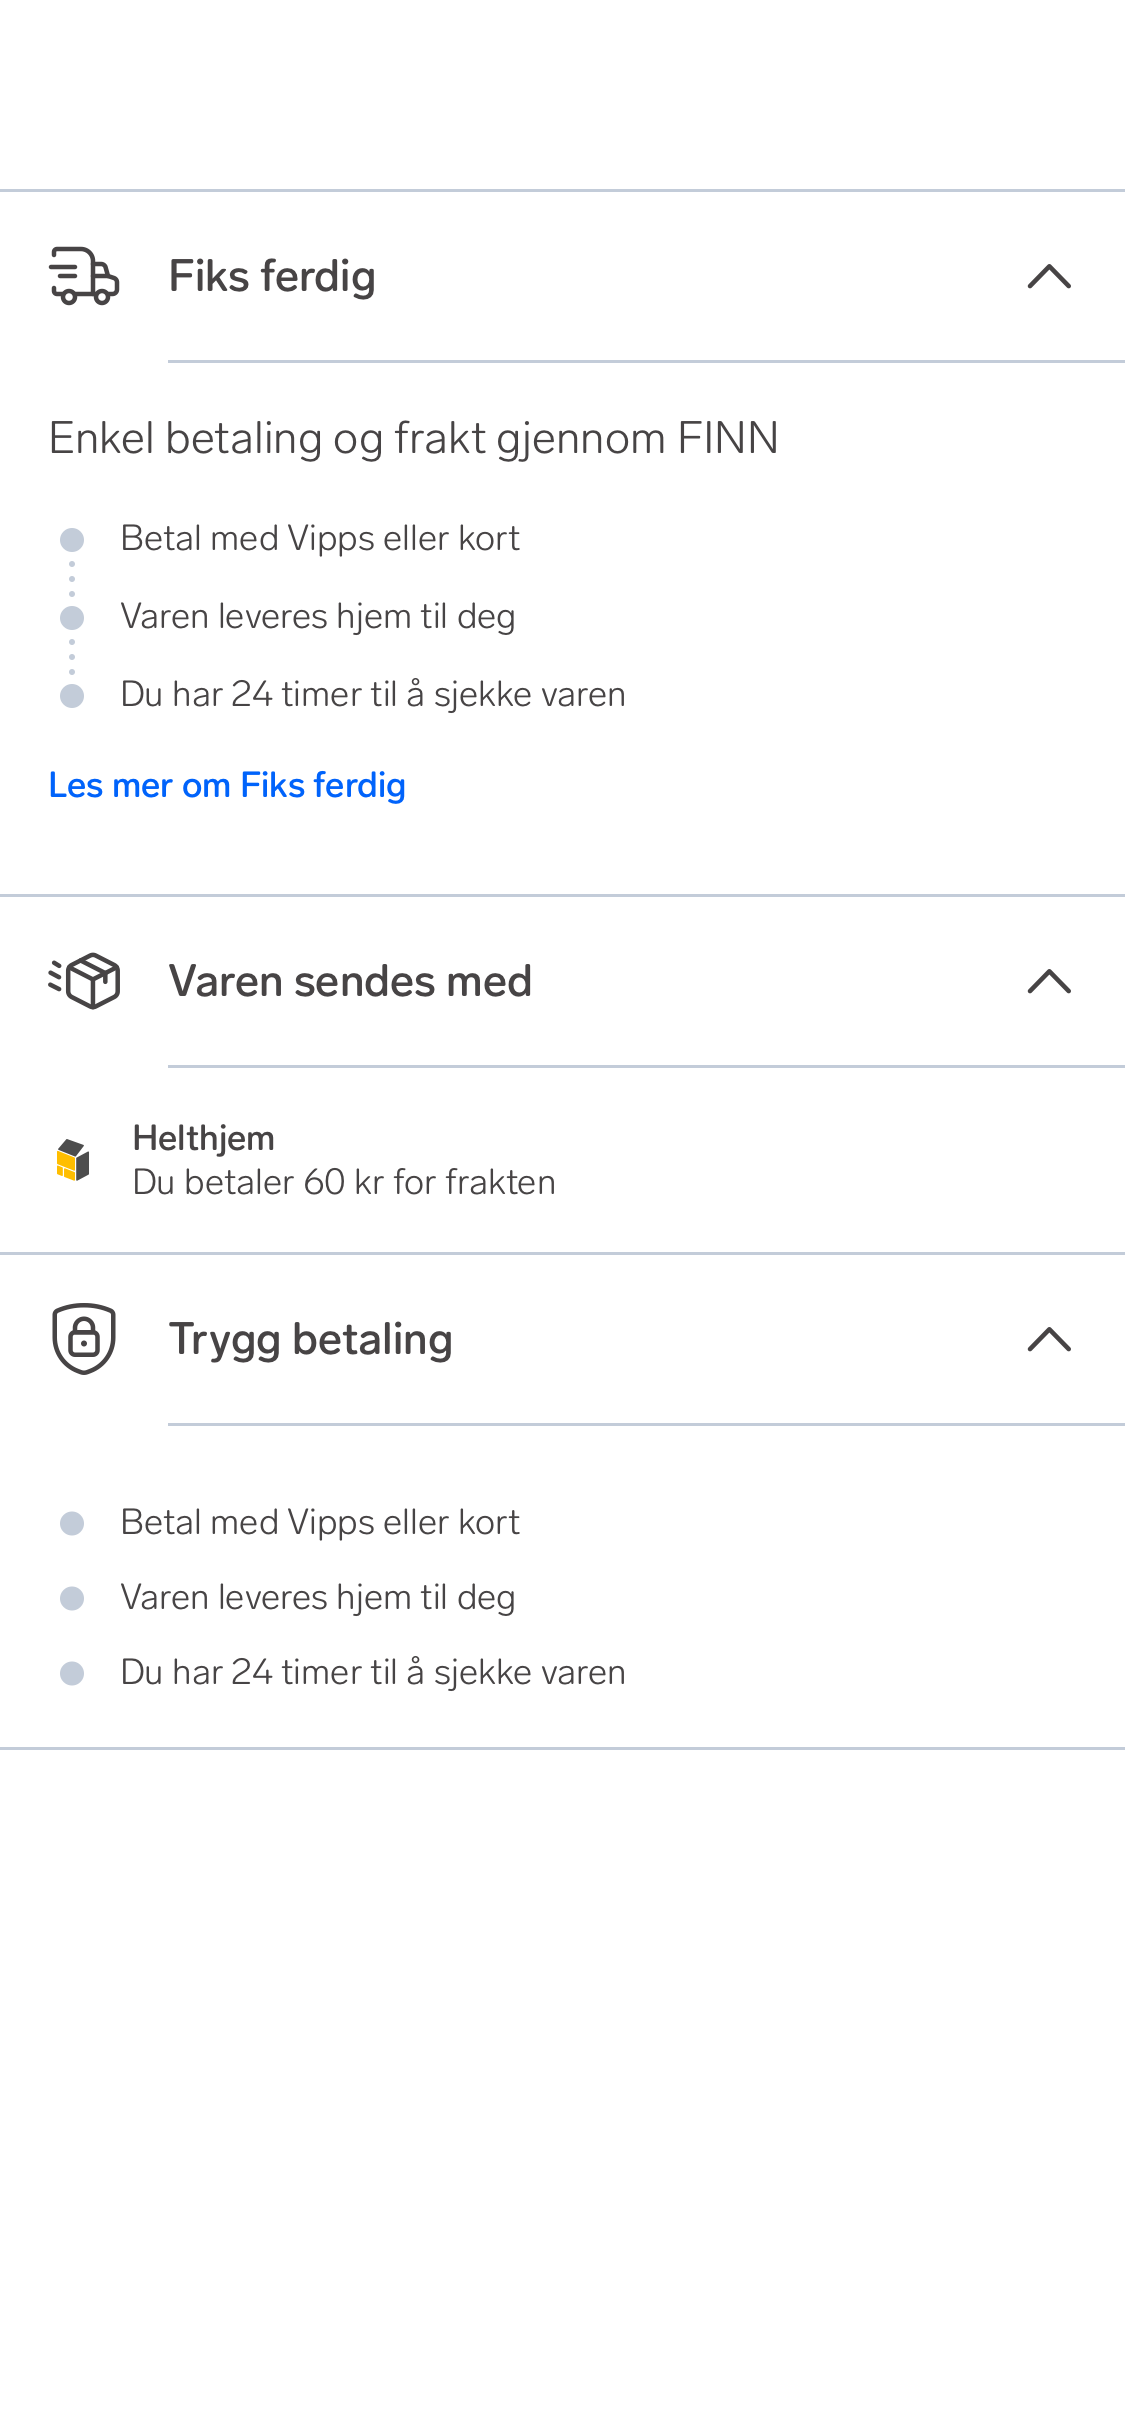 Fiks ferdig
Enkel betaling og frakt gjennom FINN
Betal med Vipps eller kort
Varen leveres hjem til deg
Du har 24 timer til å sjekke varen
Les mer om Fiks ferdig
Varen sendes med
Helthjem
Du betaler 60 kr for frakten
Trygg betaling
Betal med Vipps eller kort
Varen leveres hjem til deg
Du har 24 timer til å sjekke varen